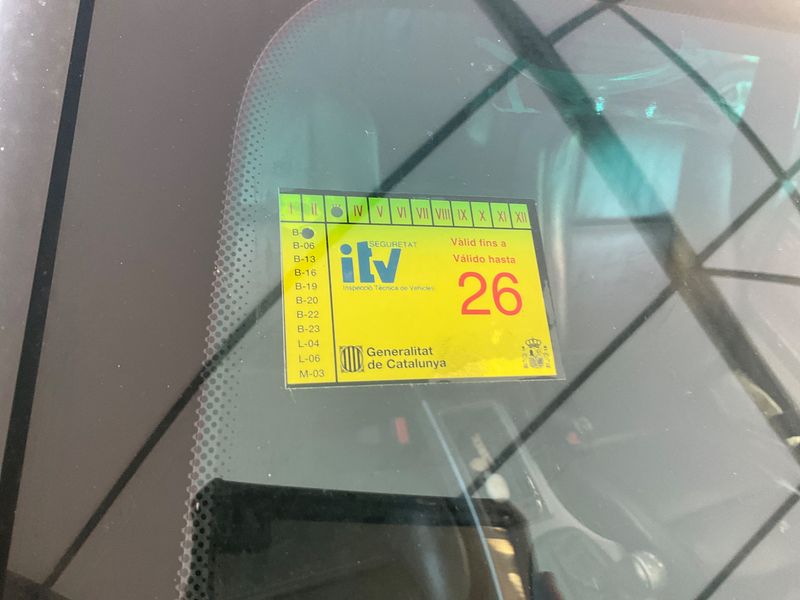 I II III IV V VI VII VIII IX X XI XII
B-
B-06
B-13
B-16
B-19
B-20
B-22
B-23
L-04
L-06
M-03
SEGURETAT
itv
Inspecció Tècnica de Vehicles
Vàlid fins a
Válido hasta
26
Generalitat
de Catalunya